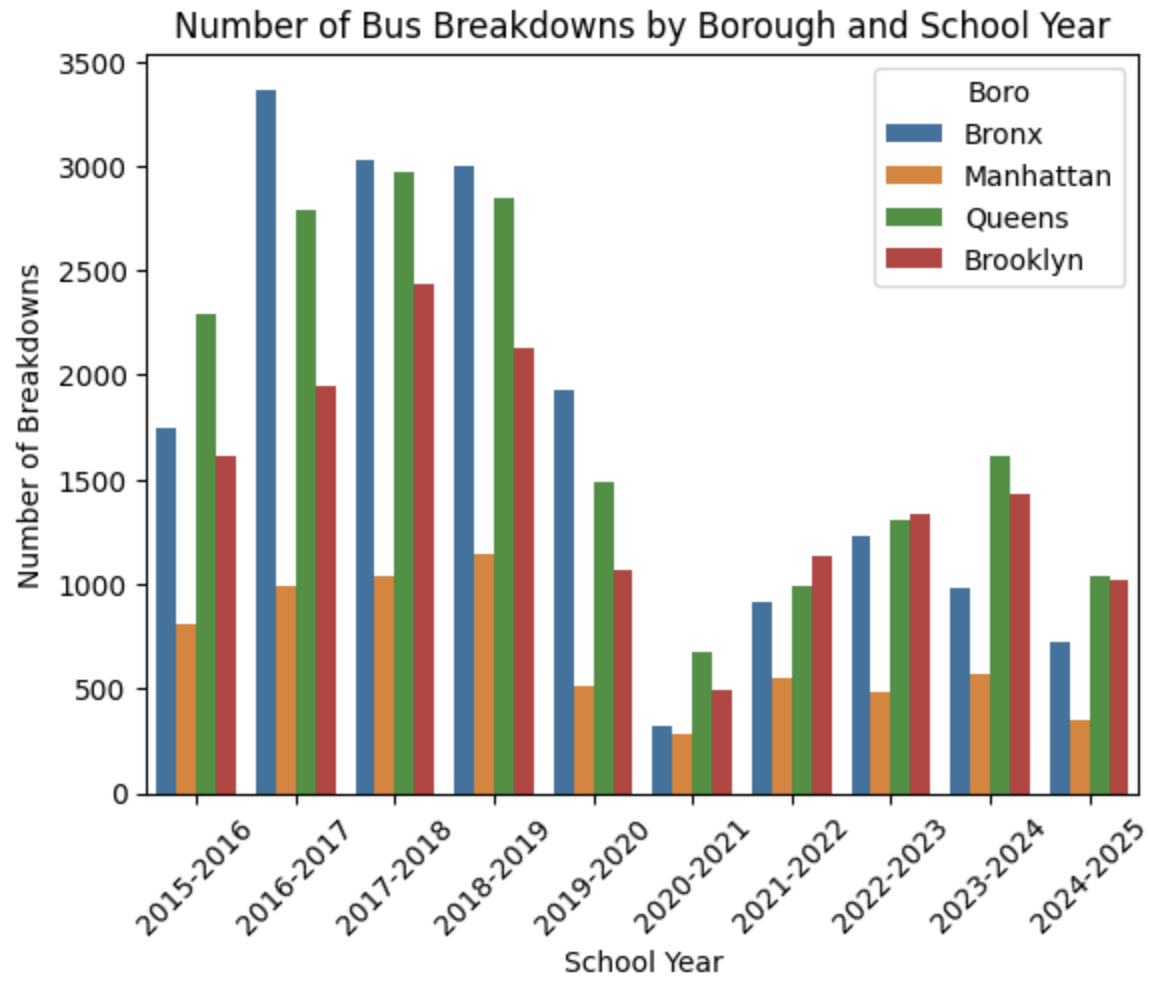 Number of Bus Breakdowns by Borough and School Year
Number of Breakdowns
3500
3000
2500
2000
1500
1000
500
0
Boro
Bronx
Manhattan
Queens
Brooklyn
2015-2016
2016-2017
2017-2018
2018-2019
2019-2020
2020-2021
2021-2022
2022-2023
2023-2024
2024-2025
School Year